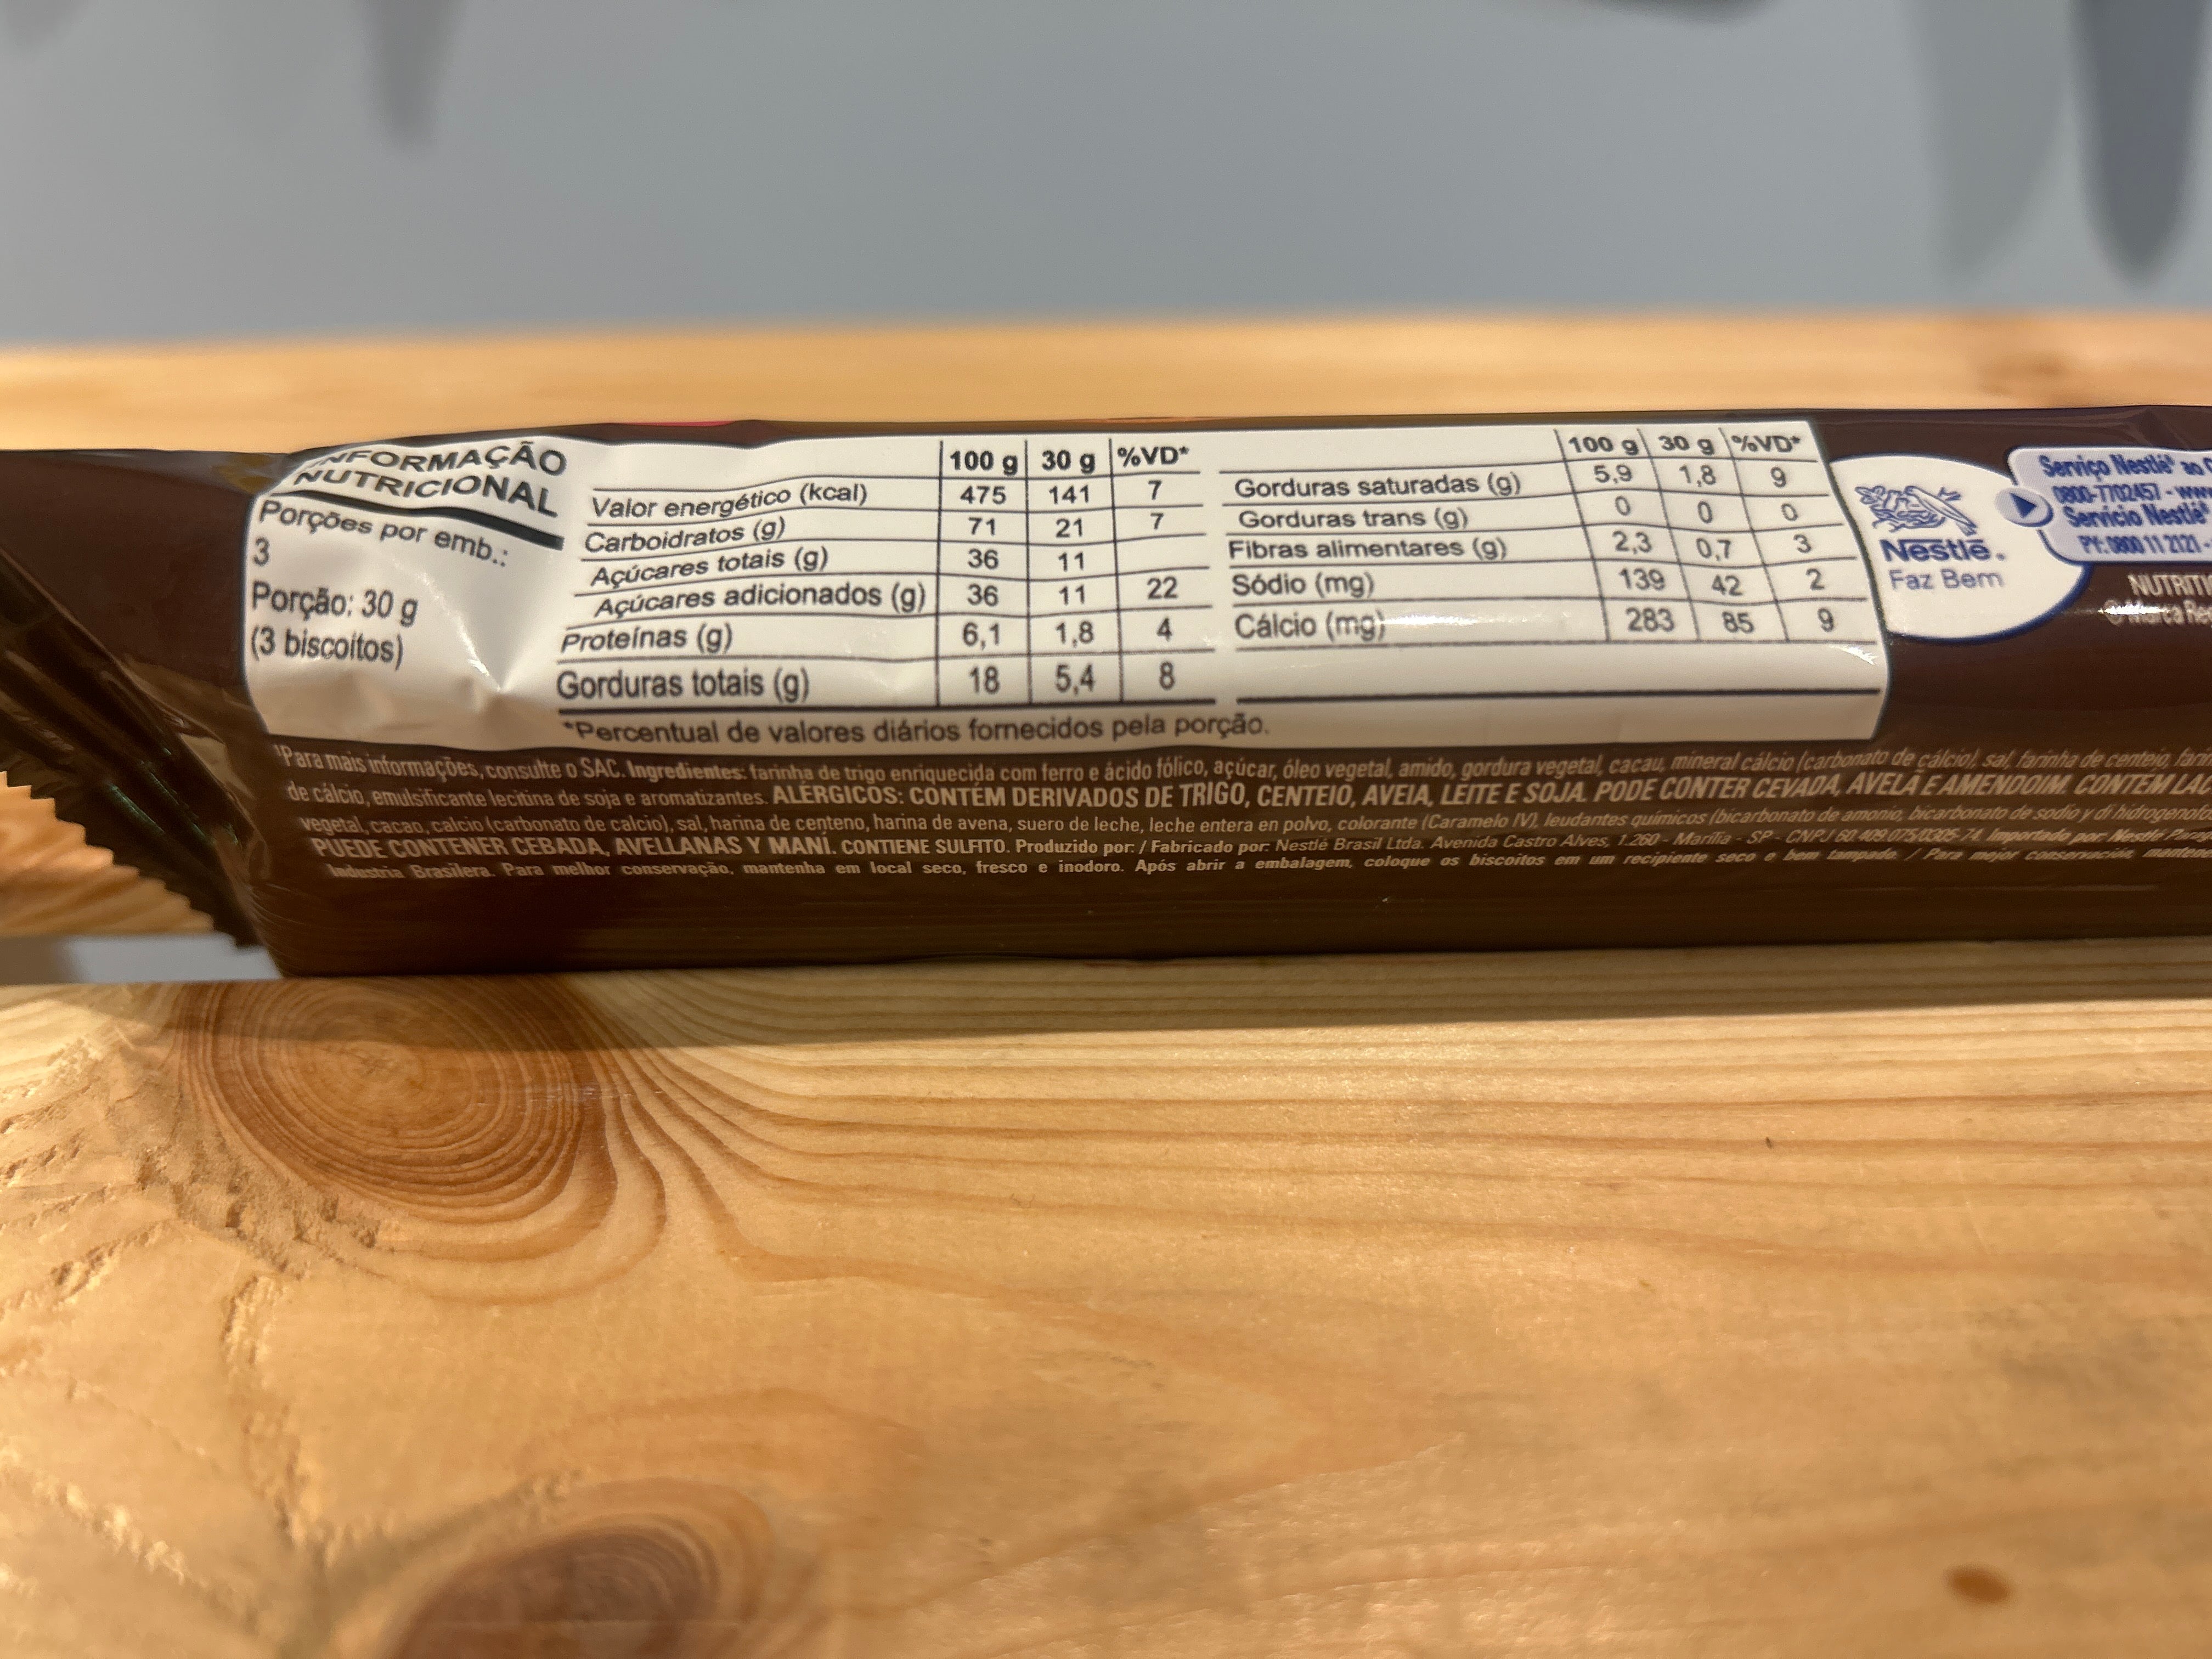 INFORMAÇÃO
NUTRICIONAL
Porções por emb.:
3
Porção: 30 g
(3 biscoitos)
100 g 30 g %VD*
Valor energético (kcal) 475 141 7
Carboidratos (g) 71 21 7
Açúcares totais (g) 36 11
Açúcares adicionados (g) 36 11 22
Proteínas (g) 6,1 1,8 4
Gorduras totais (g) 18 5,4 8
*Percentual de valores diários fornecidos pela porção.
100 g 30 g %VD*
Gorduras saturadas (g) 5,9 1,8 9
Gorduras trans (g) 0 0 0
Fibras alimentares (g) 2,3 0,7 3
Sódio (mg) 139 42 2
Cálcio (mg) 283 85 9
Nestlé.
Faz Bem
Serviço Nestlé ao
0800-7702457 - www
Servicio Nestlé
PY: 0800 11 2121 -
NUTRITI
¹Para mais informações, consulte o SAC. Ingredientes: farinha de trigo enriquecida com ferro e ácido fólico, açúcar, óleo vegetal, amido, gordura vegetal, cacau, mineral cálcio (carbonato de cálcio), sal, farinha de centeio,
de cálcio, emulsificante lecitina de soja e aromatizantes. ALÉRGICOS: CONTÉM DERIVADOS DE TRIGO, CENTEIO, AVEIA, LEITE E SOJA. PODE CONTER CEVADA, AVELÃ E AMENDOIM. CONTÉM LAC
vegetal, cacao, calcio (carbonato de calcio), sal, harina de centeno, harina de avena, suero de leche, leche entera en polvo, colorante (Caramelo IV), leudantes químicos (bicarbonato de amonio, bicarbonato de sodio y di
PUEDE CONTENER CEBADA, AVELLANAS Y MANÍ. CONTIENE SULFITO. Produzido por: / Fabricado por: Nestlé Brasil Ltda. Avenida Castro Alves, 1.260 - Marília - SP - CNPJ Importado por: Nestlé
Industria Brasilera. Para melhor conservação, mantenha em local seco, fresco e inodoro. Após abrir a embalagem, coloque os biscoitos em um recipiente seco e bem tampado. / Para mejor conservación,